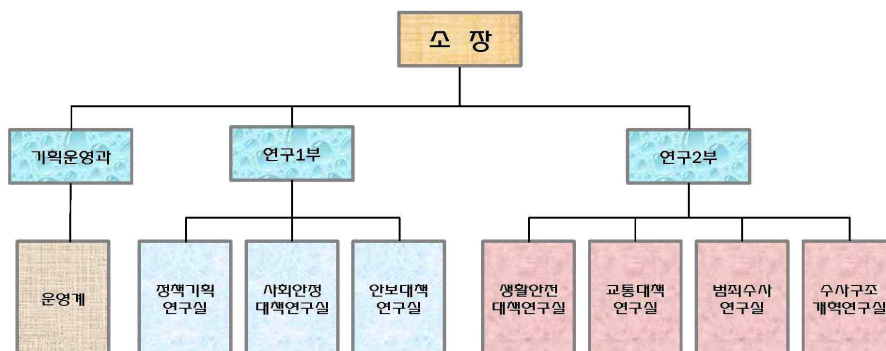 소 장
기획운영과
연구1부
연구2부
운영계
정책기획
연구실
사회안정
대책연구실
안보대책
연구실
생활안전
대책연구실
교통대책
연구실
범죄수사
연구실
수사구조
개혁연구실